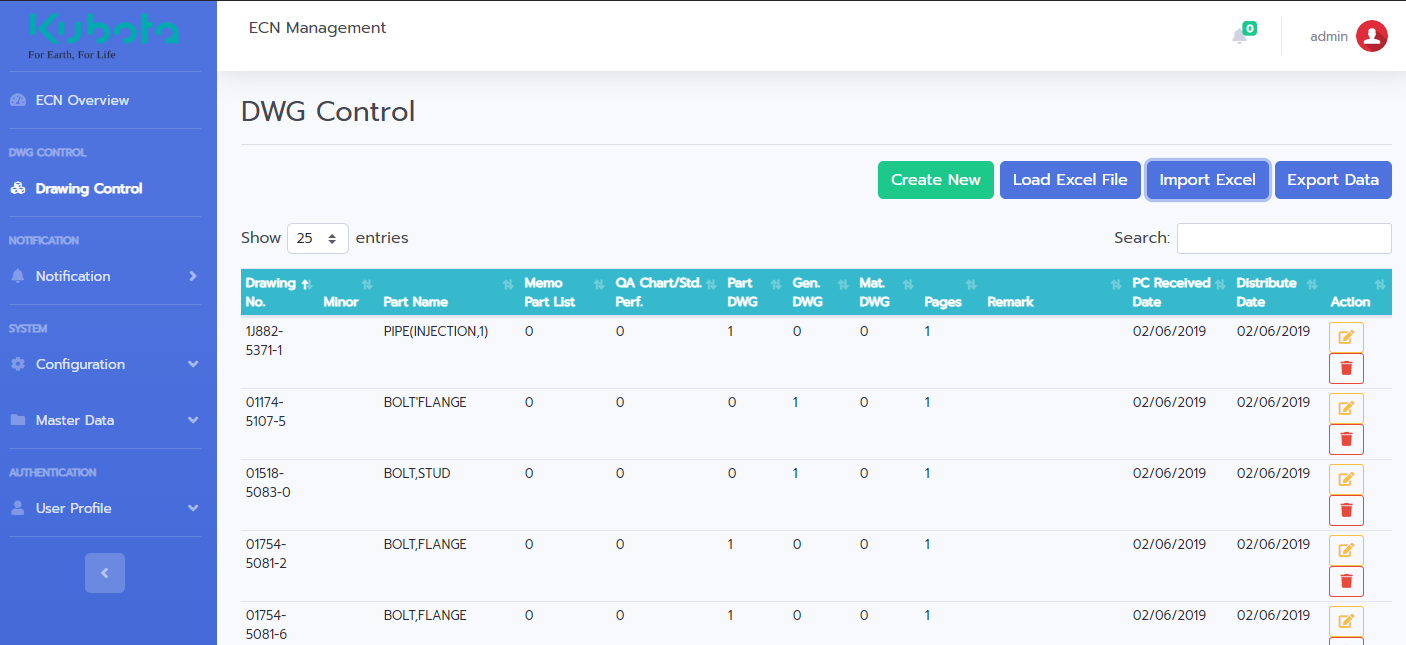 Kubota
For Earth, For Life
ECN Overview
DWG CONTROL
Drawing Control
NOTIFICATION
Notification
SYSTEM
Configuration
Master Data
AUTHENTICATION
User Profile
ECN Management
0
admin
DWG Control
Create New
Load Excel File
Import Excel
Export Data
Show 25 entries
Search:
Drawing No. Minor Part Name Memo Part List QA Chart/Std. Perf. Part DWG Gen. DWG Mat. DWG Pages Remark PC Received Date Distribute Date Action
1J882-5371-1 PIPE(INJECTION,1) 0 0 1 0 0 1 02/06/2019 02/06/2019
01174-5107-5 BOLT'FLANGE 0 0 0 1 0 1 02/06/2019 02/06/2019
01518-5083-0 BOLT,STUD 0 0 0 1 0 1 02/06/2019 02/06/2019
01754-5081-2 BOLT,FLANGE 0 0 1 0 0 1 02/06/2019 02/06/2019
01754-5081-6 BOLT,FLANGE 0 0 1 0 0 1 02/06/2019 02/06/2019